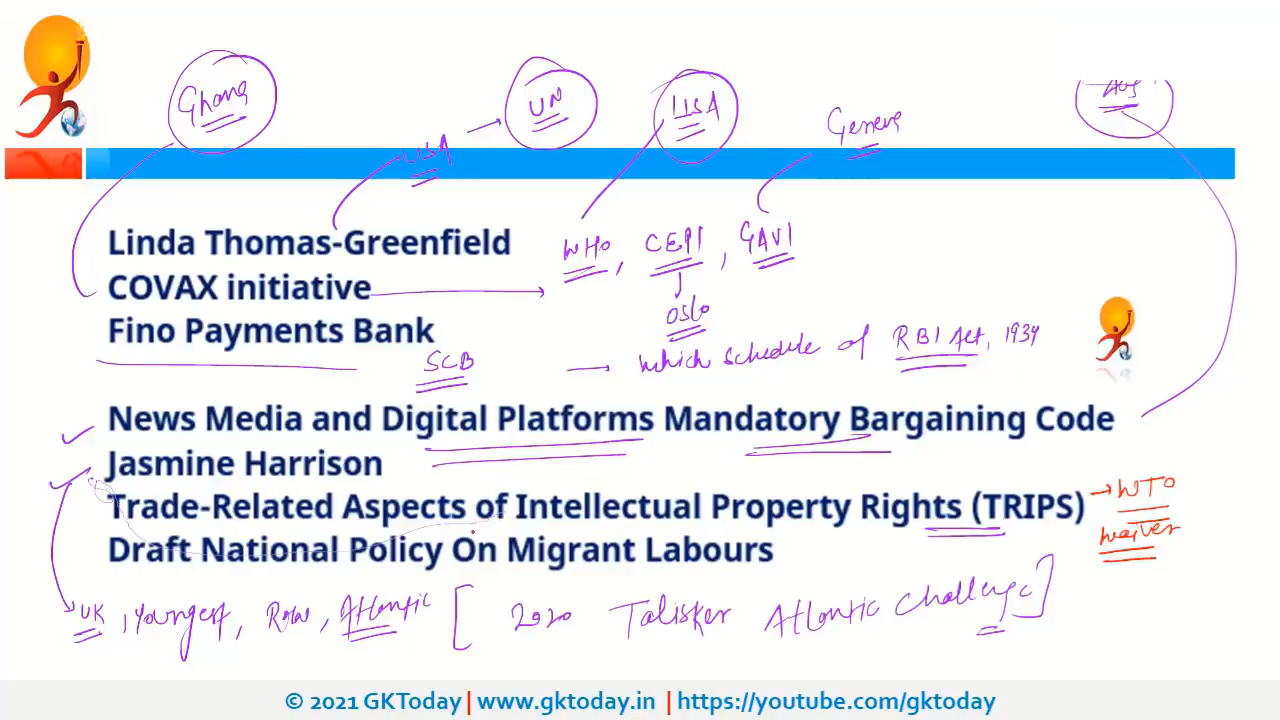 Ghana
UN
USA
Aus
Geneva
USA
Linda Thomas-Greenfield
WHO, CEPI, GAVI
COVAX initiative
Oslo
Fino Payments Bank
SCB → which schedule of RBI Act, 1934
News Media and Digital Platforms Mandatory Bargaining Code
Jasmine Harrison
Trade-Related Aspects of Intellectual Property Rights (TRIPS) → WTO
waiver
Draft National Policy On Migrant Labours
UK, Youngest, Row, Atlantic [2020 Talisker Atlantic Challenge]
© 2021 GKToday | www.gktoday.in | https://youtube.com/gktoday